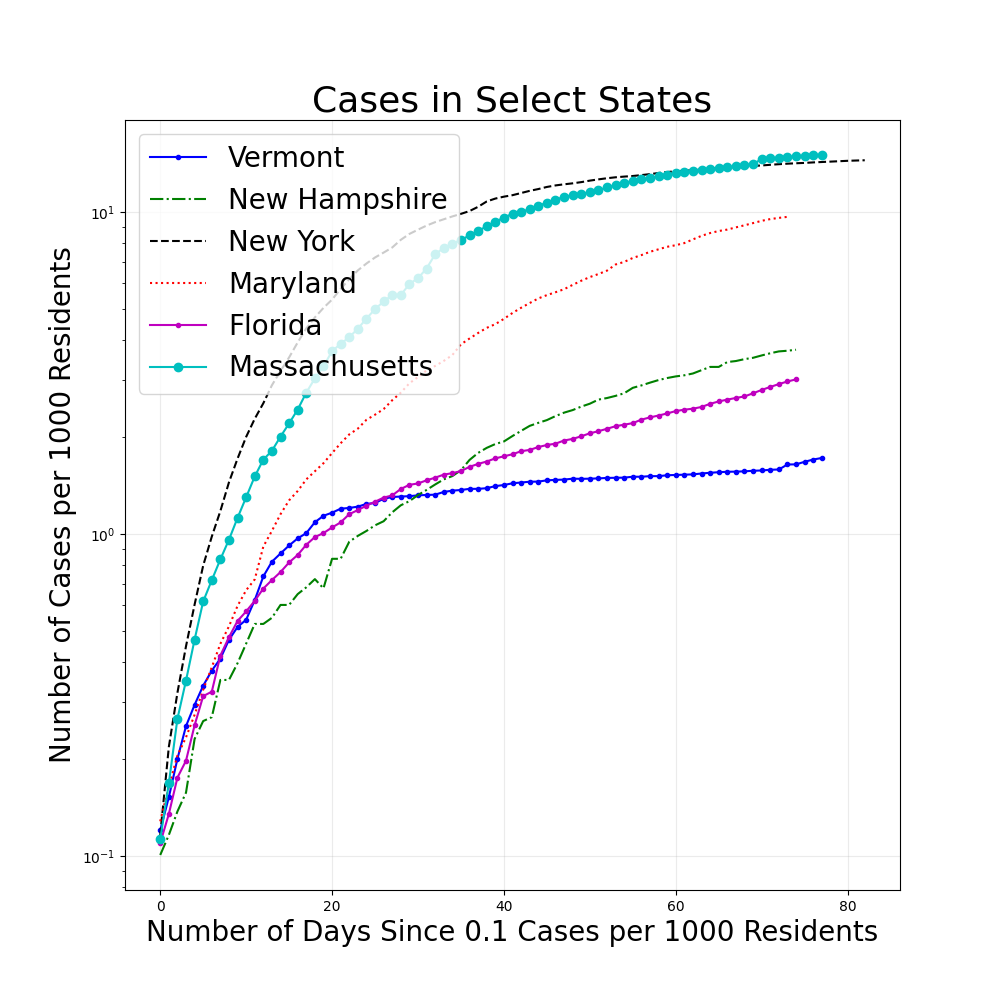 Cases in Select States
Vermont
New Hampshire
New York
Maryland
Florida
Massachusetts
Number of Cases per 1000 Residents
10¹
10⁰
10⁻¹
0 20 40 60 80
Number of Days Since 0.1 Cases per 1000 Residents